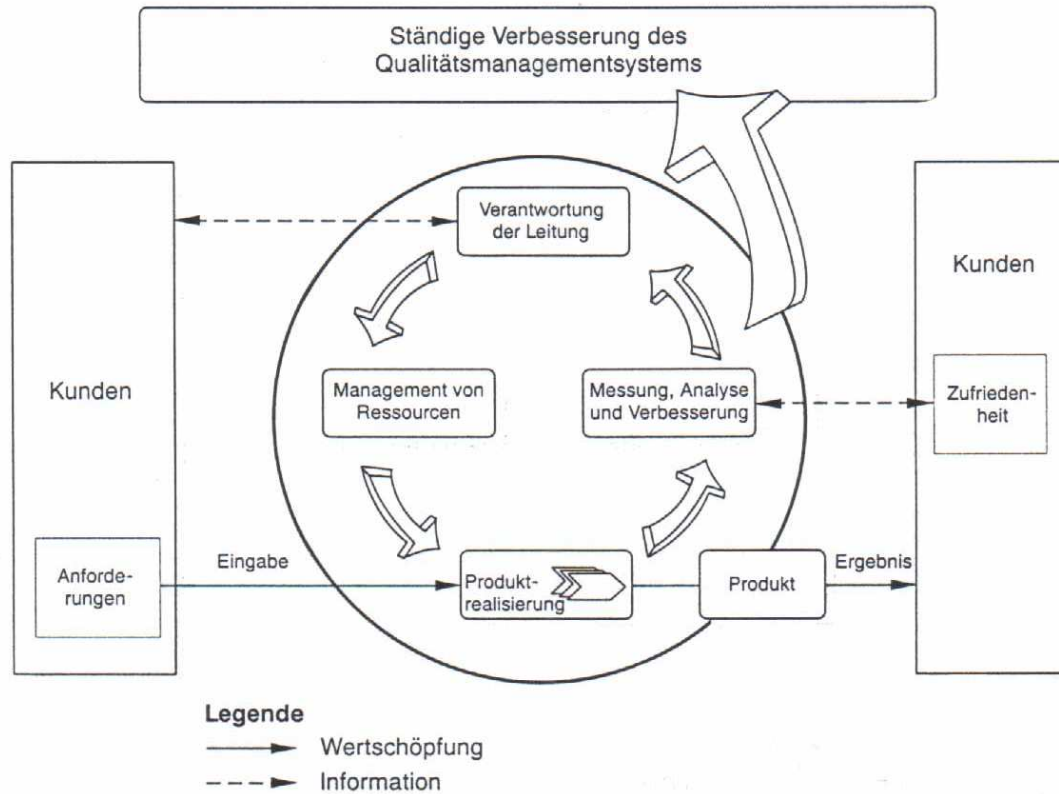 Ständige Verbesserung des
Qualitätsmanagementsystems
Verantwortung
der Leitung
Kunden
Kunden
Management von
Ressourcen
Messung, Analyse
und Verbesserung
Zufrieden-
heit
Anforde-
rungen
Eingabe
Produkt-
realisierung
Produkt
Ergebnis
Legende
Wertschöpfung
Information